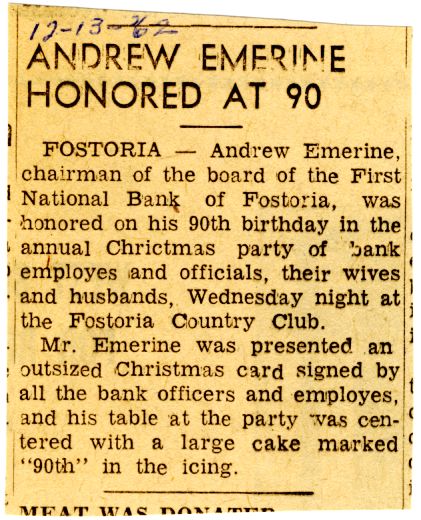 12-13-62
ANDREW EMERINE
HONORED AT 90
FOSTORIA — Andrew Emerine,
chairman of the board of the First
National Bank of Fostoria, was
honored on his 90th birthday in the
annual Chrictmas party of bank
employes and officials, their wives
and husbands, Wednesday night at
the Fostoria Country Club.
Mr. Emerine was presented an
outsized Christmas card signed by
all the bank officers and employes,
and his table at the party was cen-
tered with a large cake marked
"90th" in the icing.
MEAT WAS DONATED